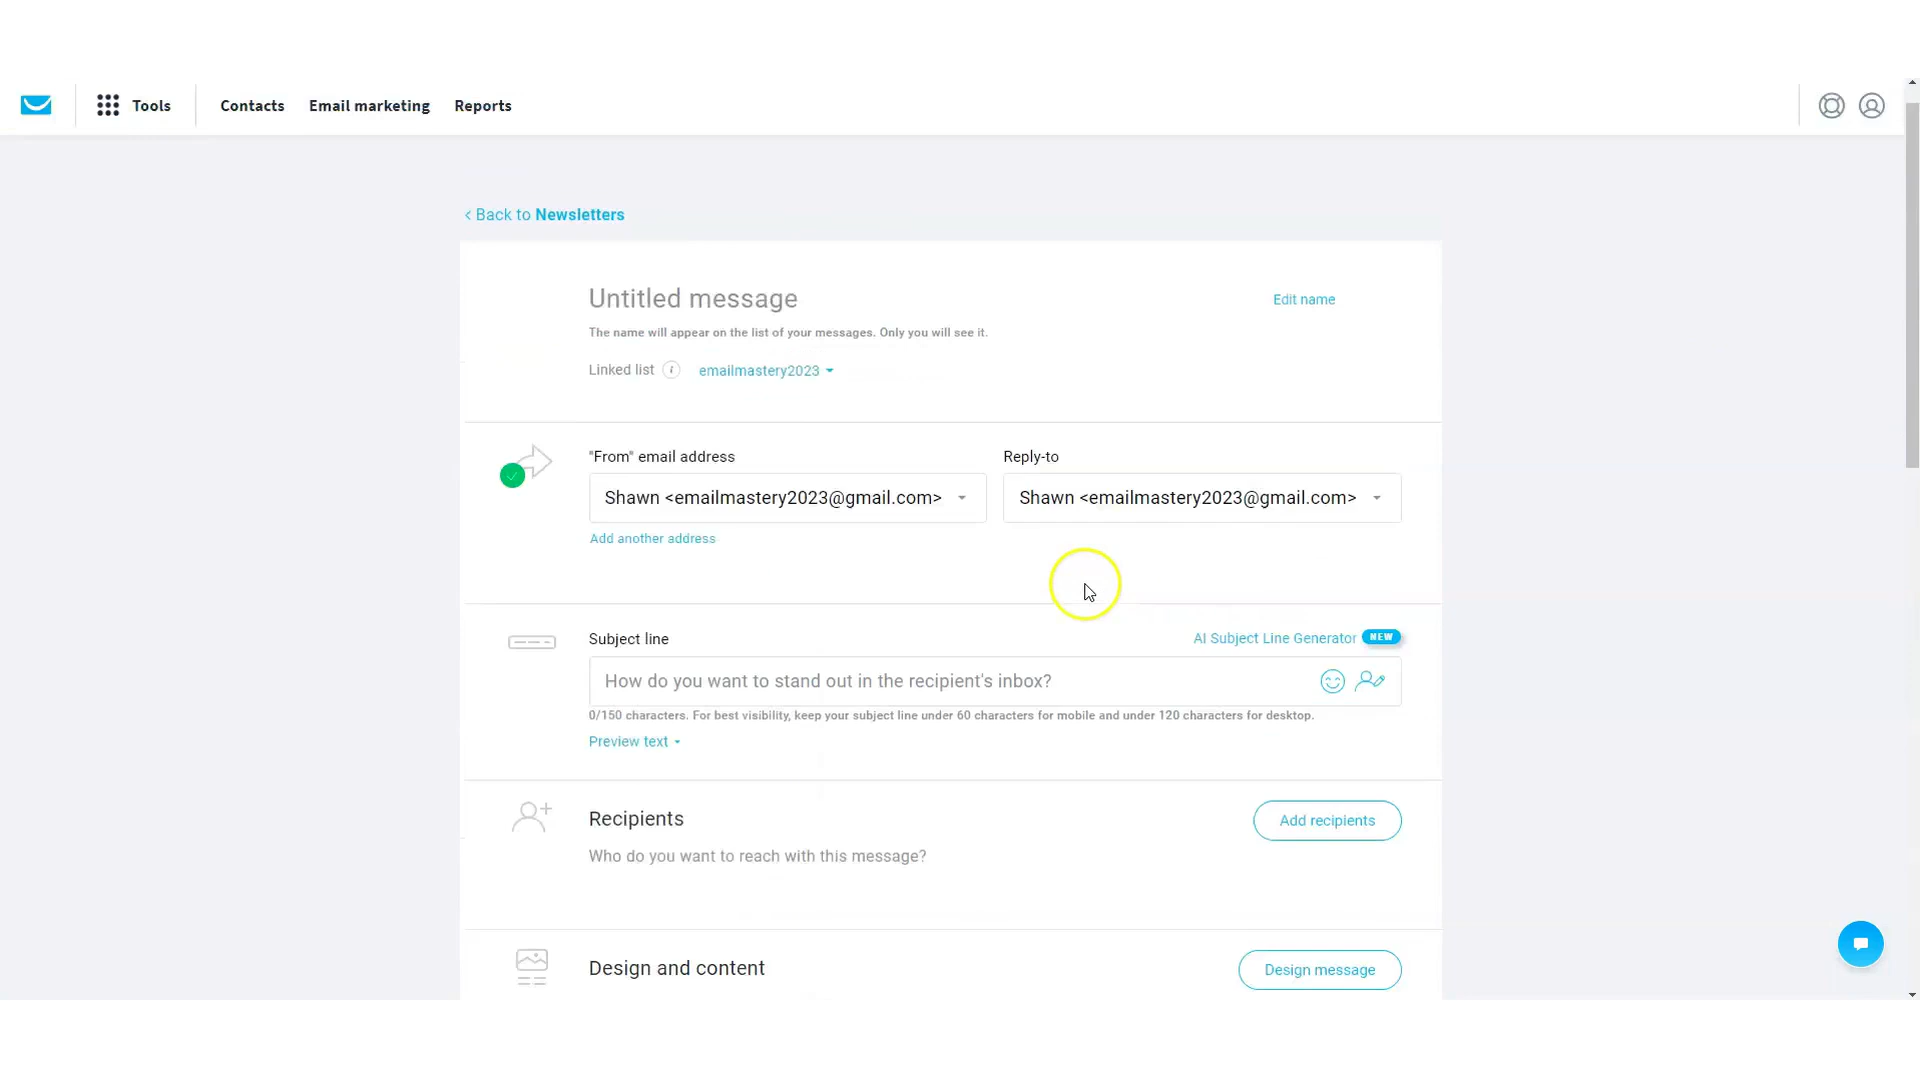 Tools
Contacts
Email marketing
Reports
< Back to Newsletters
Untitled message
Edit name
The name will appear on the list of your messages. Only you will see it.
Linked list i emailmastery2023
"From" email address
Reply-to
Shawn <emailmastery2023@gmail.com>
Shawn <emailmastery2023@gmail.com>
Add another address
Subject line
AI Subject Line Generator NEW
How do you want to stand out in the recipient's inbox?
0/150 characters. For best visibility, keep your subject line under 60 characters for mobile and under 120 characters for desktop.
Preview text
Recipients
Add recipients
Who do you want to reach with this message?
Design and content
Design message